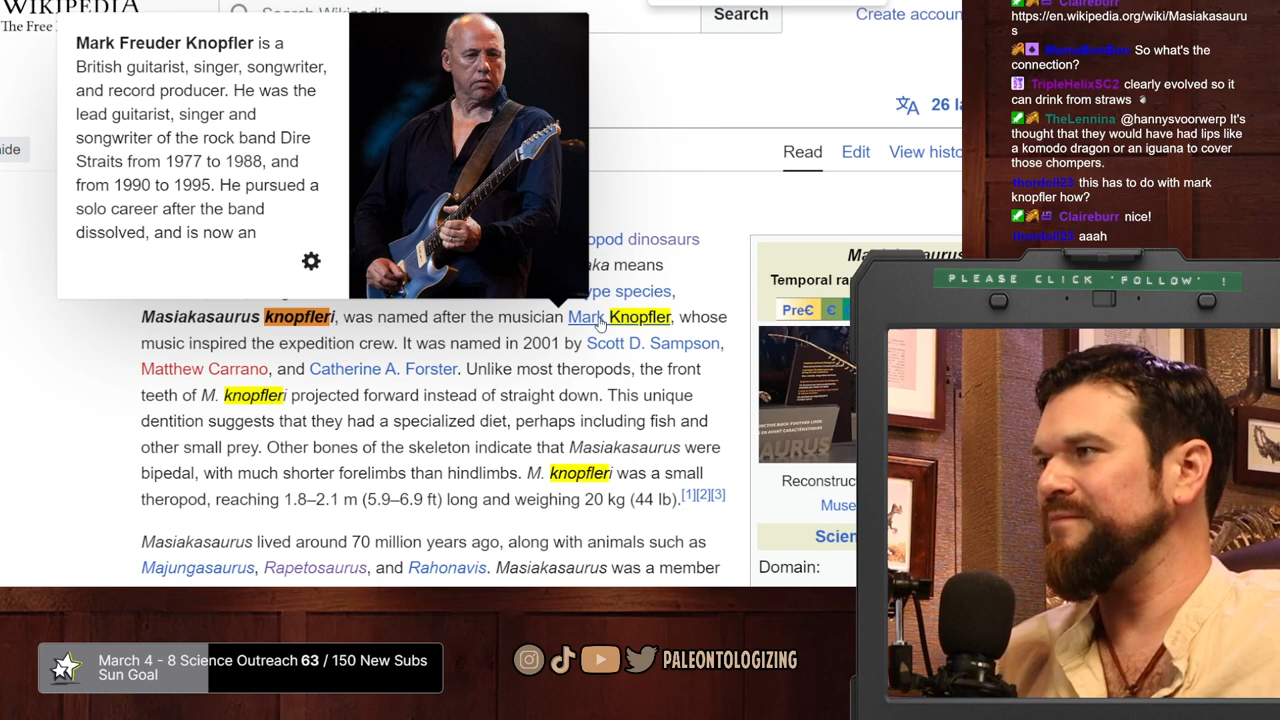 WIKIPEDIA
The Free
Search Wikipedia
Search
Create accoun
Mark Freuder Knopfler is a
British guitarist, singer, songwriter,
and record producer. He was the
lead guitarist, singer and
songwriter of the rock band Dire
Straits from 1977 to 1988, and
from 1990 to 1995. He pursued a
solo career after the band
dissolved, and is now an
26 la
ide
Read
Edit
View histo
opod dinosaurs
aka means
ype species,
Masiakasaurus knopfleri, was named after the musician Mark Knopfler, whose
music inspired the expedition crew. It was named in 2001 by Scott D. Sampson,
Matthew Carrano, and Catherine A. Forster. Unlike most theropods, the front
teeth of M. knopfleri projected forward instead of straight down. This unique
dentition suggests that they had a specialized diet, perhaps including fish and
other small prey. Other bones of the skeleton indicate that Masiakasaurus were
bipedal, with much shorter forelimbs than hindlimbs. M. knopfleri was a small
theropod, reaching 1.8–2.1 m (5.9–6.9 ft) long and weighing 20 kg (44 lb).[1][2][3]
Masiakasaurus lived around 70 million years ago, along with animals such as
Majungasaurus, Rapetosaurus, and Rahonavis. Masiakasaurus was a member
Temporal ra
PreЄ Є
AURUS
Reconstruc
Muse
Scien
Domain:
Claireburr
https://en.wikipedia.org/wiki/Masiakasauru
s
So what's the
connection?
TripleHelixSC2 clearly evolved so it
can drink from straws
TheLennina @hannysvoorwerp It's
thought that they would have had lips like
a komodo dragon or an iguana to cover
those chompers.
thordoll23 this has to do with mark
knopfler how?
Claireburr nice!
thordoll23 aaah
PLEASE CLICK 'FOLLOW' !
March 4 - 8 Science Outreach 63 / 150 New Subs
Sun Goal
PALEONTOLOGIZING